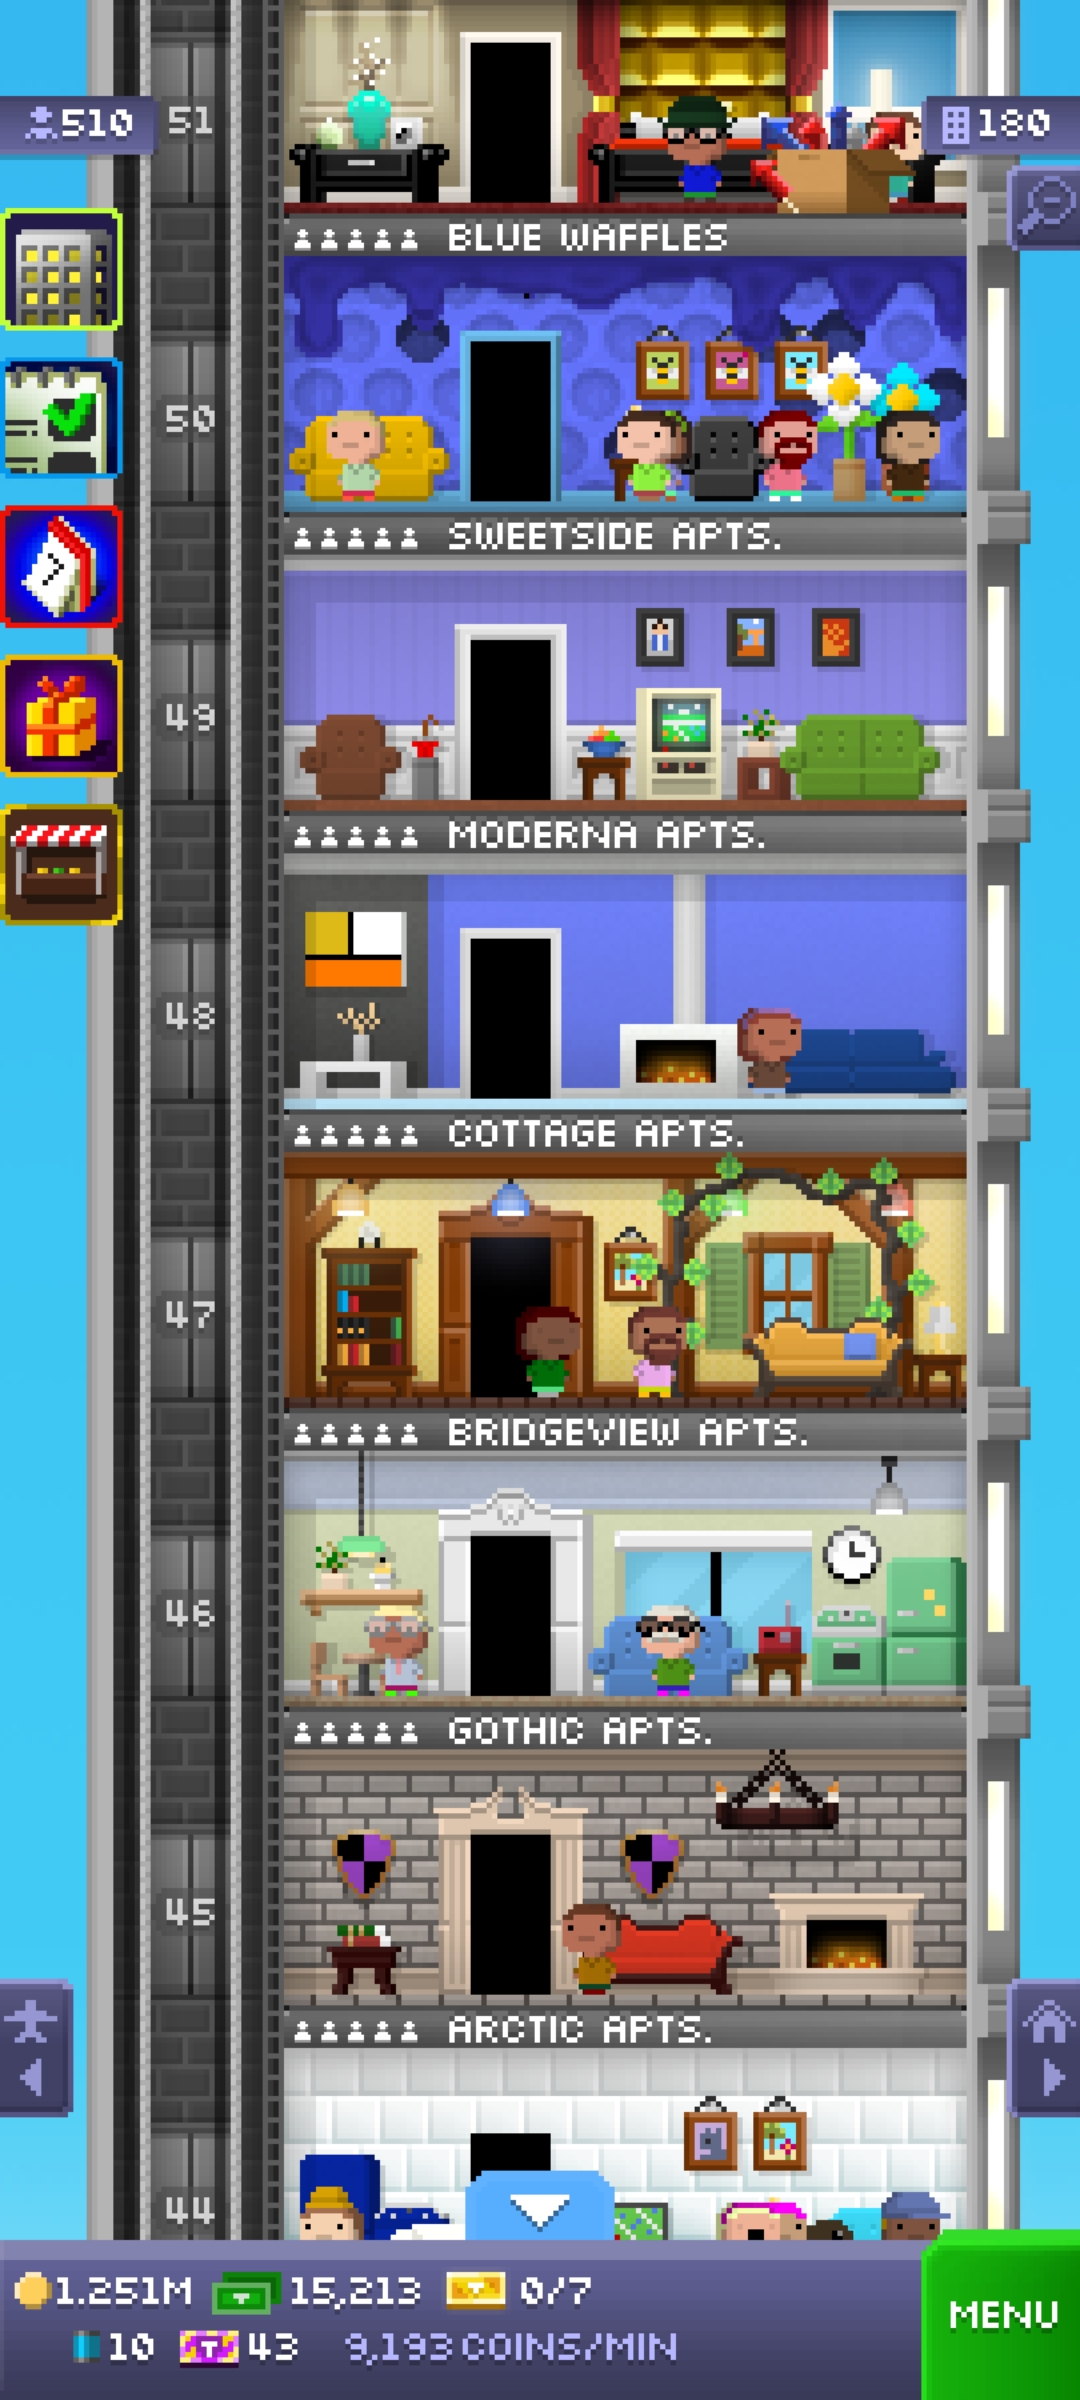 510
51
180
BLUE WAFFLES
50
SWEETSIDE APTS.
49
MODERNA APTS.
48
COTTAGE APTS.
47
BRIDGEVIEW APTS.
46
GOTHIC APTS.
45
ARCTIC APTS.
44
1.251M 15,213 0/7
10 43 9,193 COINS/MIN
MENU